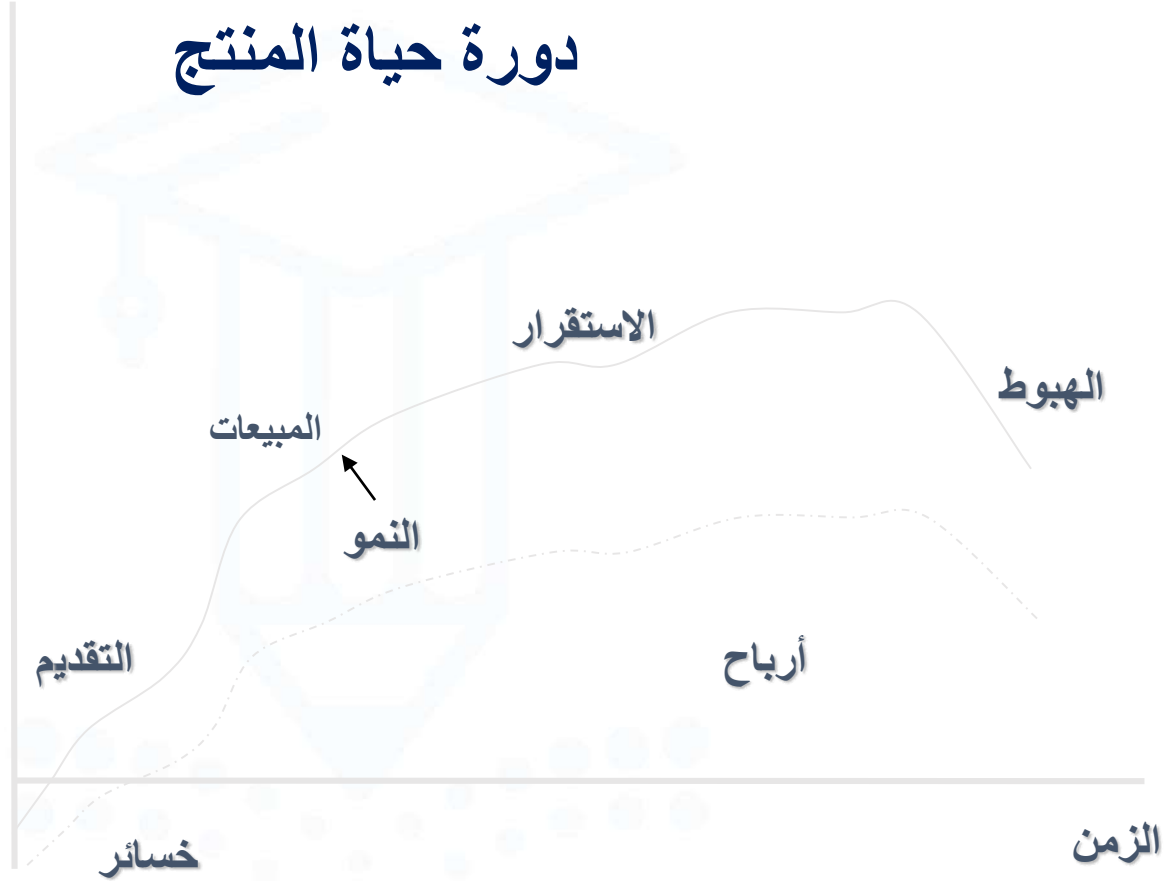 دورة حياة المنتج
الاستقرار
الهبوط
المبيعات
النمو
التقديم
أرباح
الزمن
خسائر